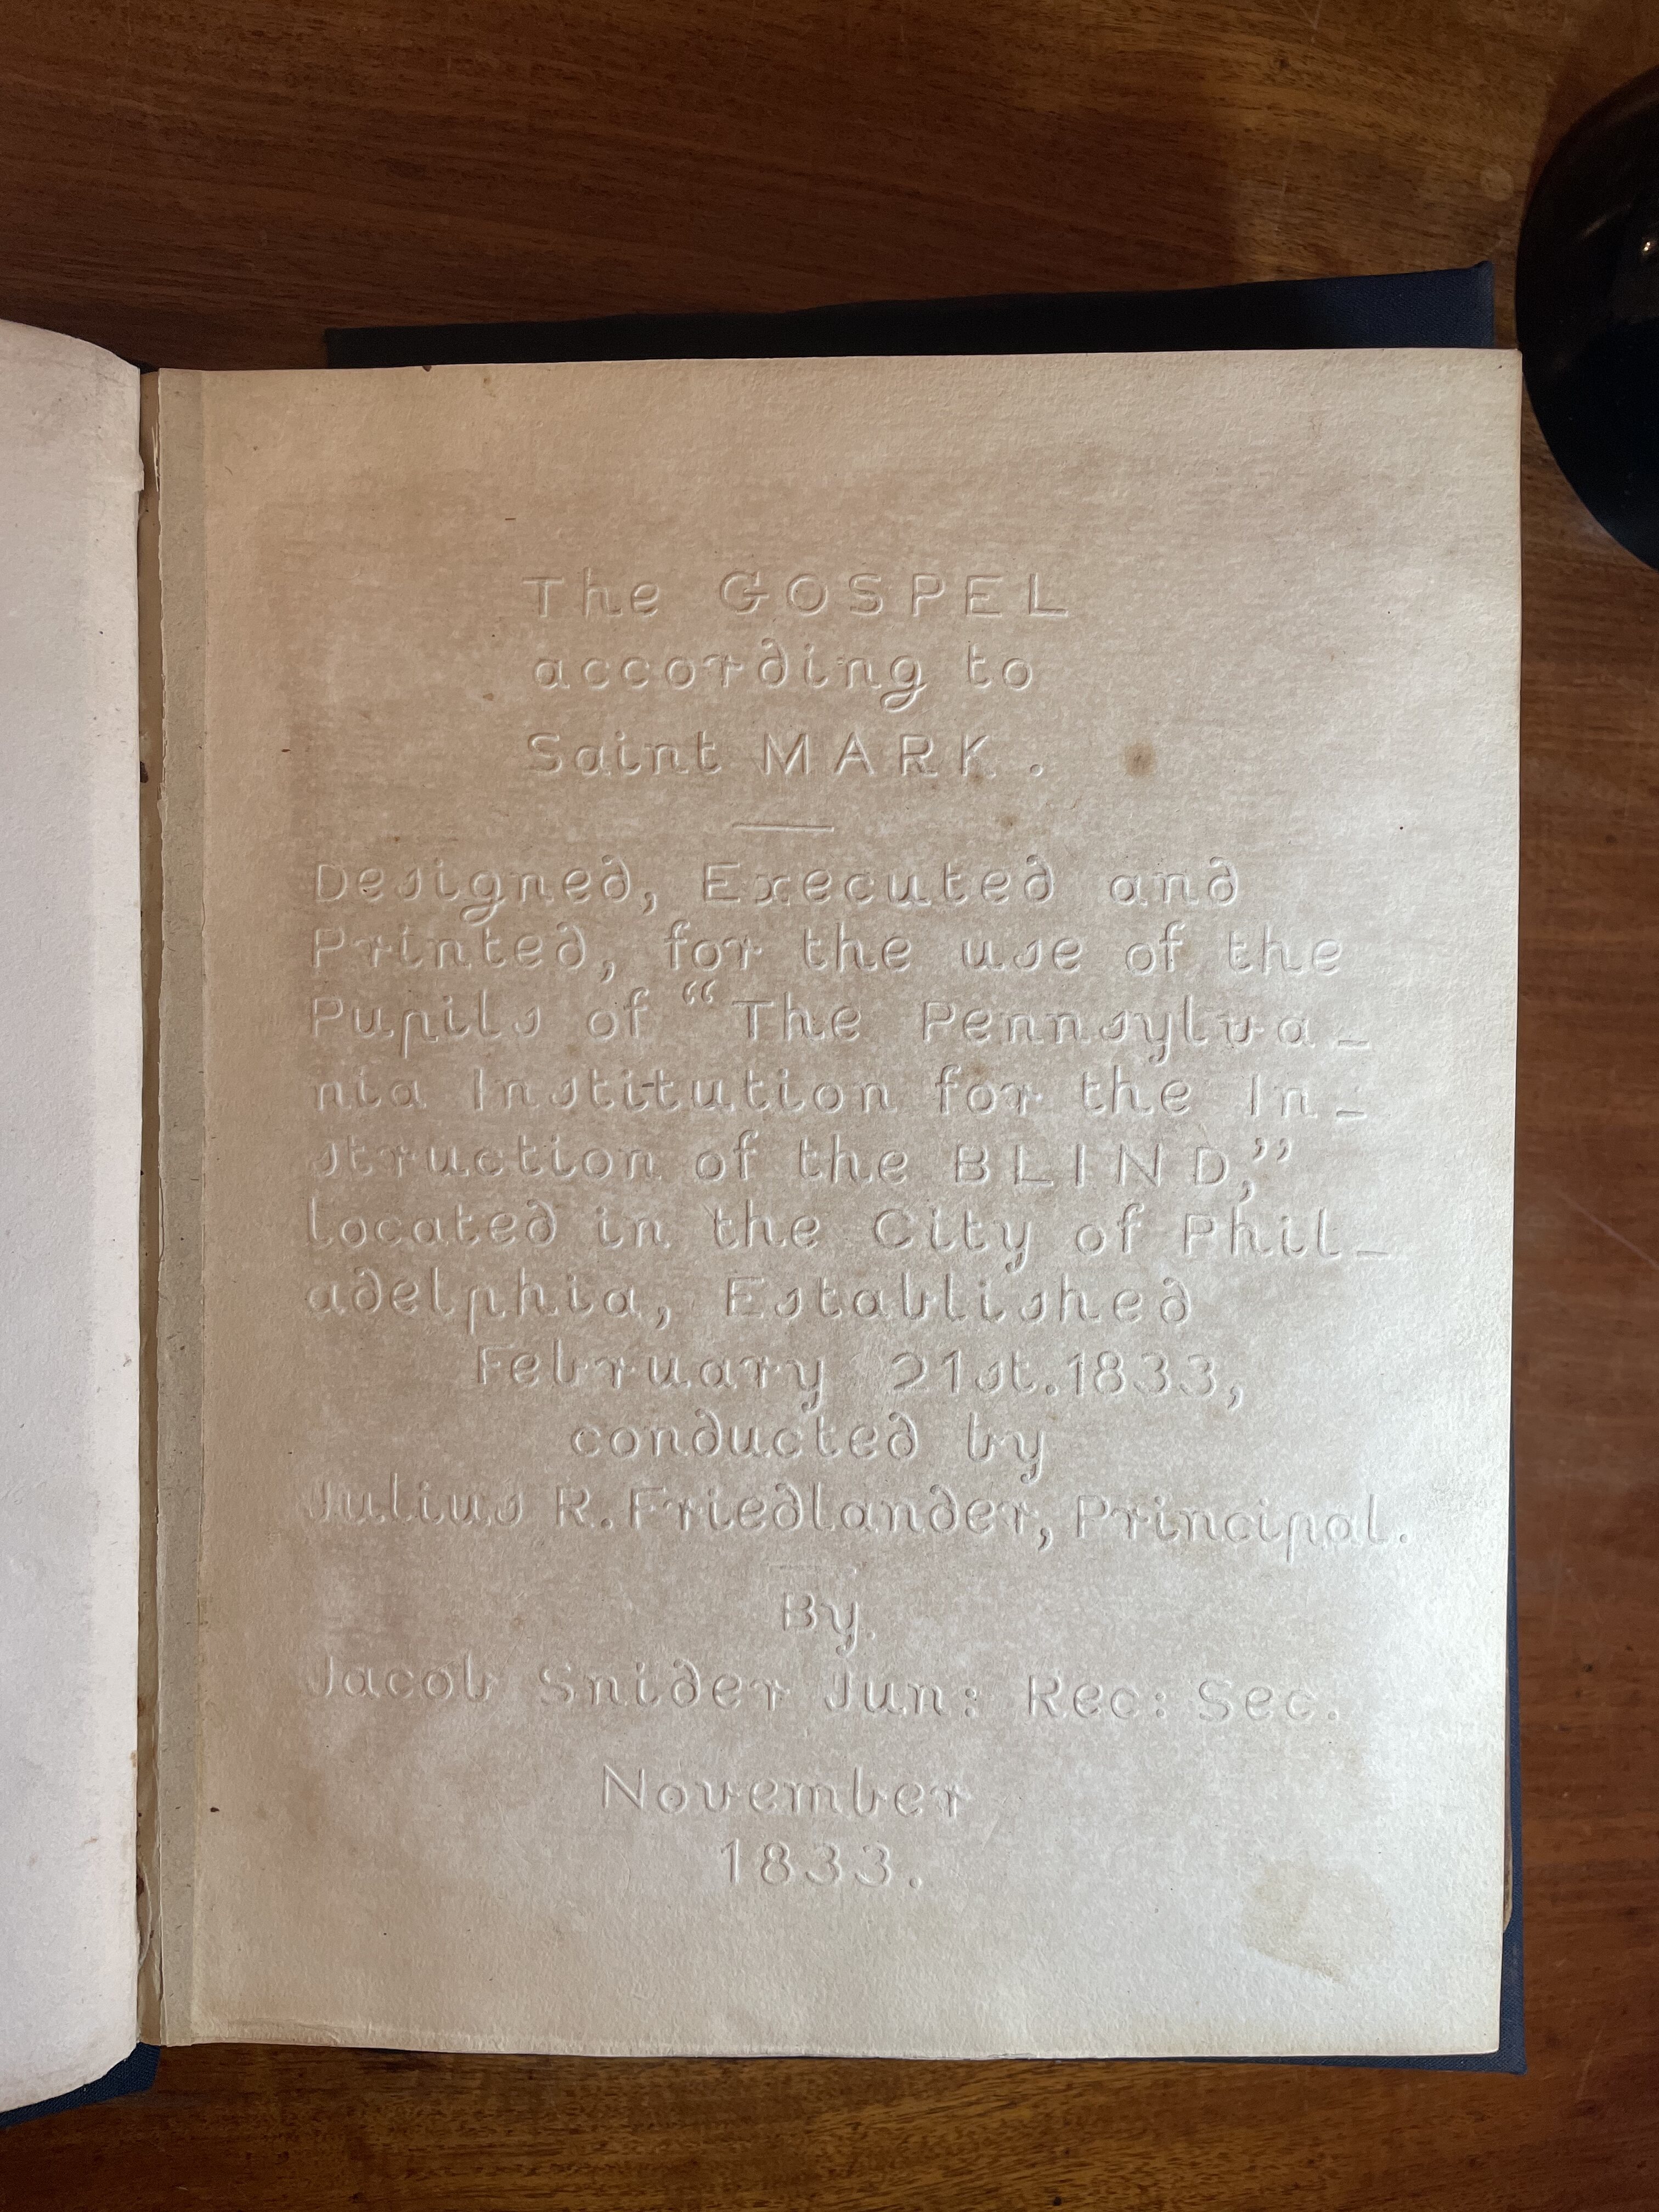 The GOSPEL
according to
Saint MARK.
Designed, Executed and
Printed, for the use of the
Pupils of “The Pennsylva-
nia Institution for the In-
struction of the BLIND,”
located in the City of Phil-
adelphia, Established
February 21st. 1833,
conducted by
Julius R. Friedlander, Principal.
By.
Jacob Snider Jun: Rec: Sec.
November
1833.